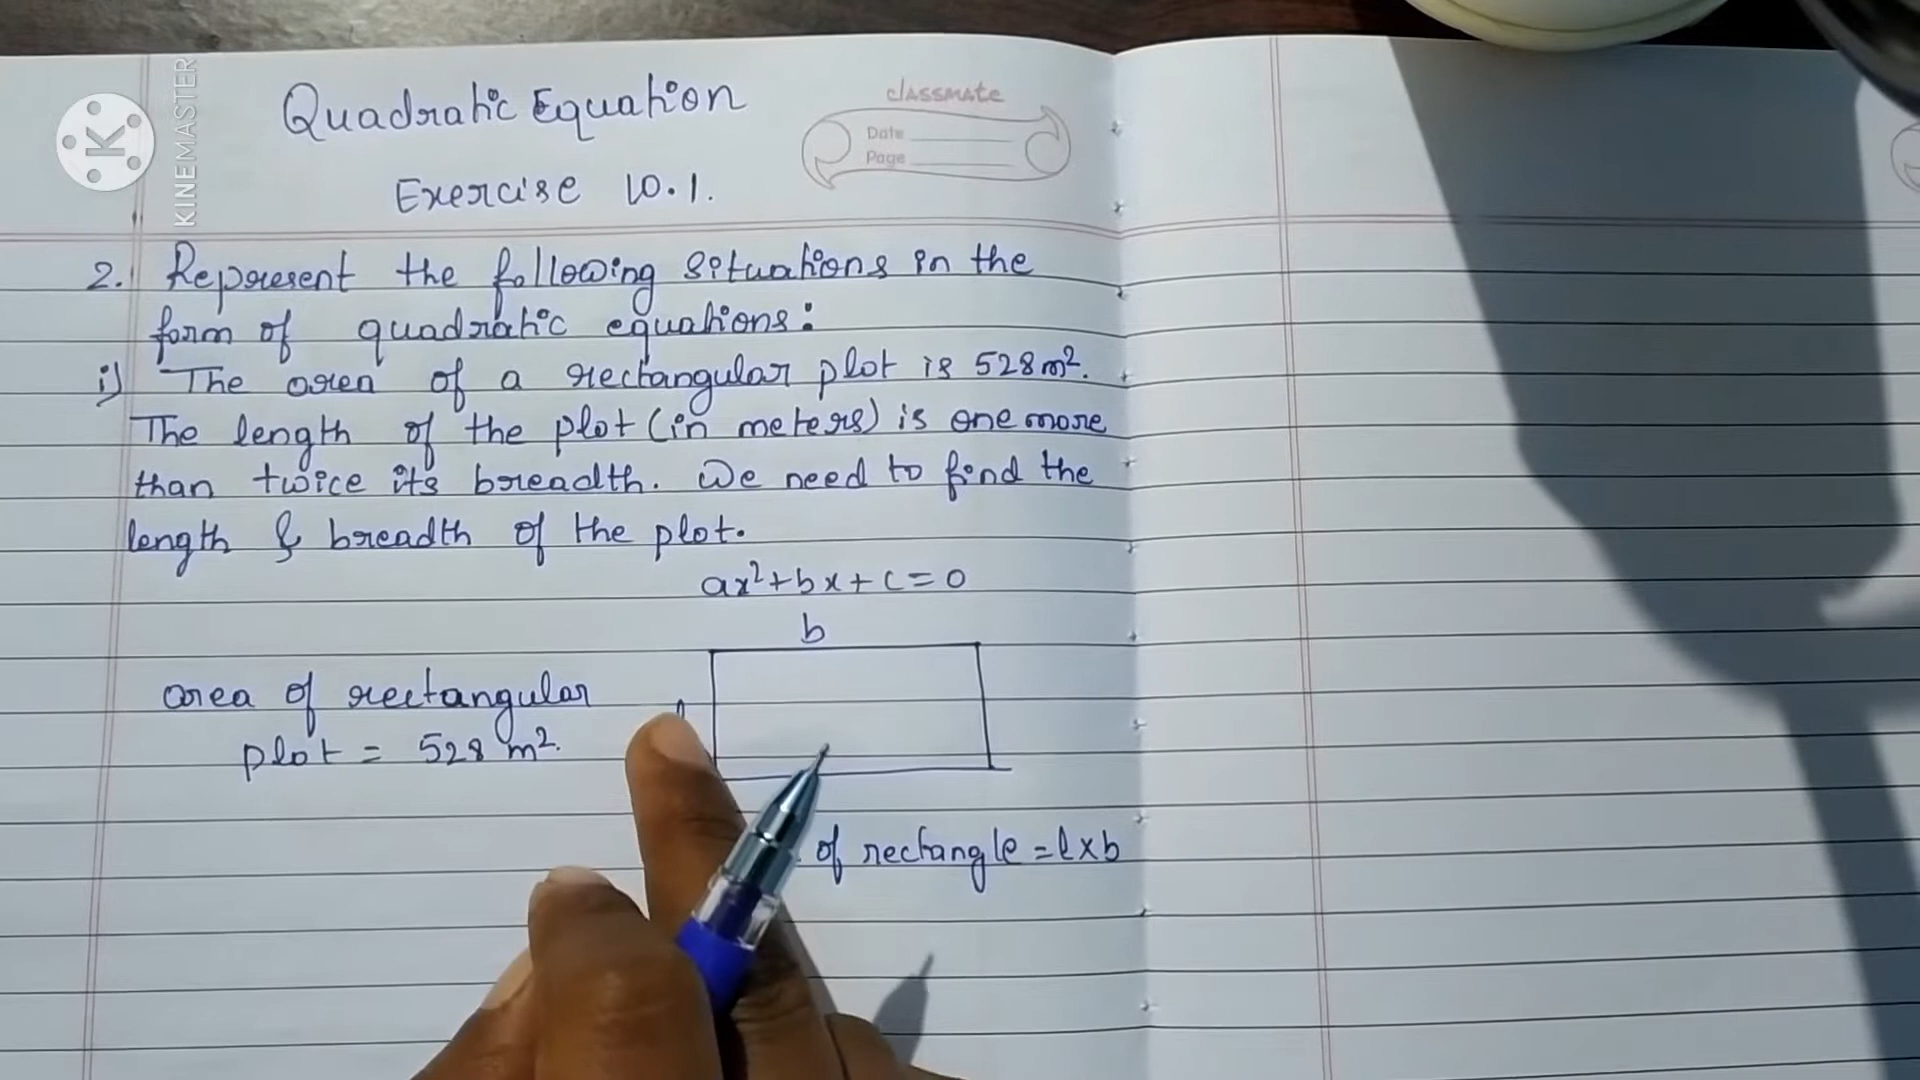 KINEMASTER
Quadratic Equation
classmate
Date
Page
Exercise 10.1.
2. Represent the following situations in the
form of quadratic equations:
i) The area of a rectangular plot is 528m².
The length of the plot (in meters) is one more
than twice its breadth. We need to find the
length & breadth of the plot.
ax²+bx+c=0
b
area of rectangular
plot = 528 m².
of rectangle = l×b